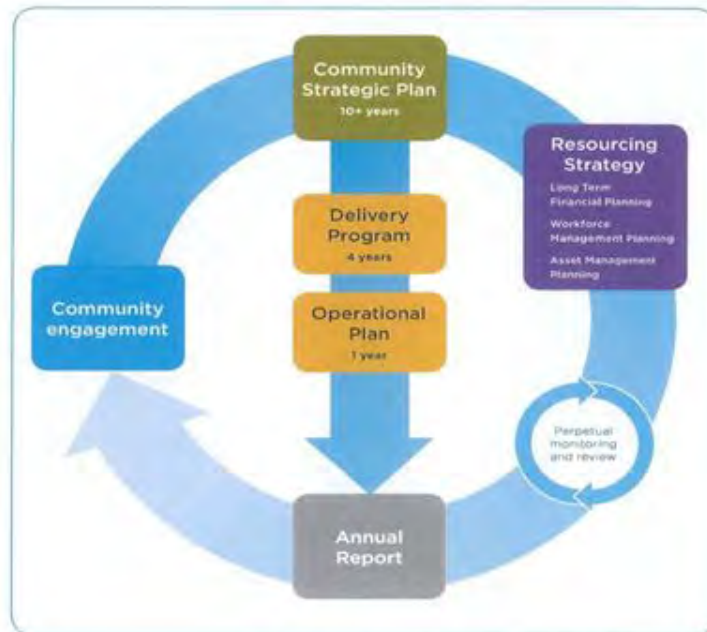 Community
Strategic Plan
10+ years
Resourcing
Strategy
Long Term
Financial Planning
Workforce
Management Planning
Asset Management
Planning
Delivery
Program
4 years
Community
engagement
Operational
Plan
1 year
Perpetual
monitoring
and review
Annual
Report